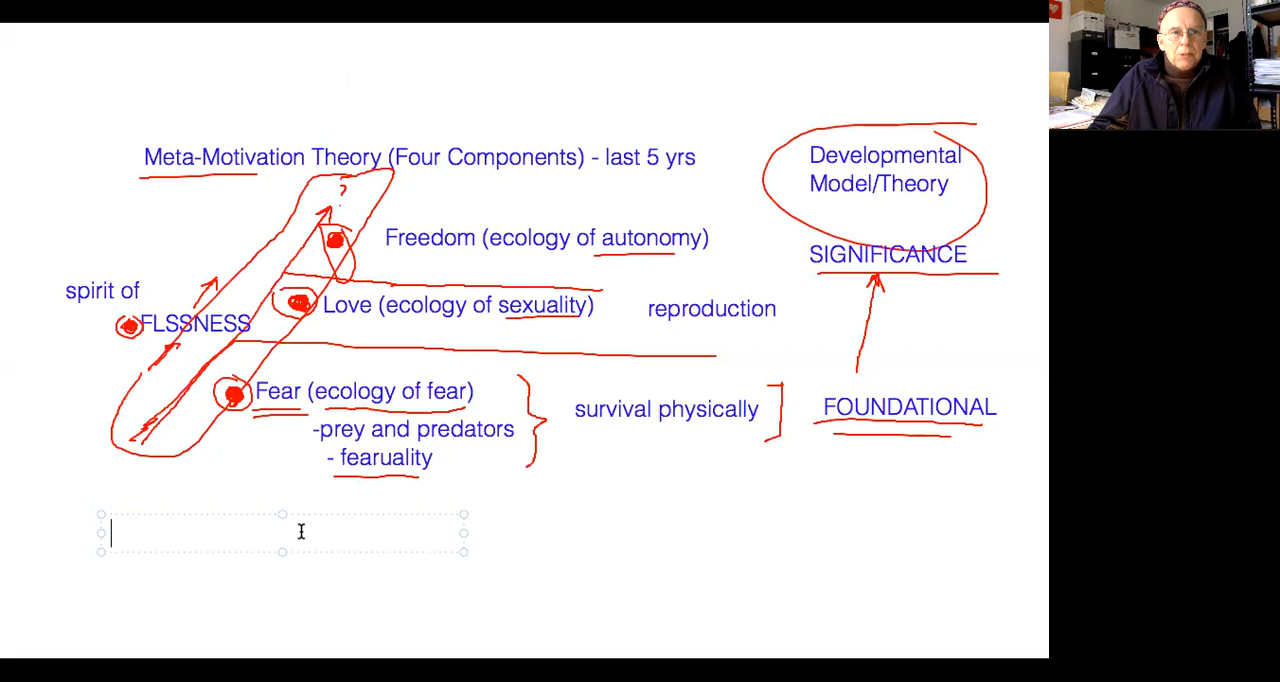 Meta-Motivation Theory (Four Components) - last 5 yrs
Developmental
Model/Theory
?
Freedom (ecology of autonomy)
SIGNIFICANCE
spirit of
FLSSNESS
Love (ecology of sexuality)
reproduction
Fear (ecology of fear)
-prey and predators
- fearuality
survival physically
FOUNDATIONAL